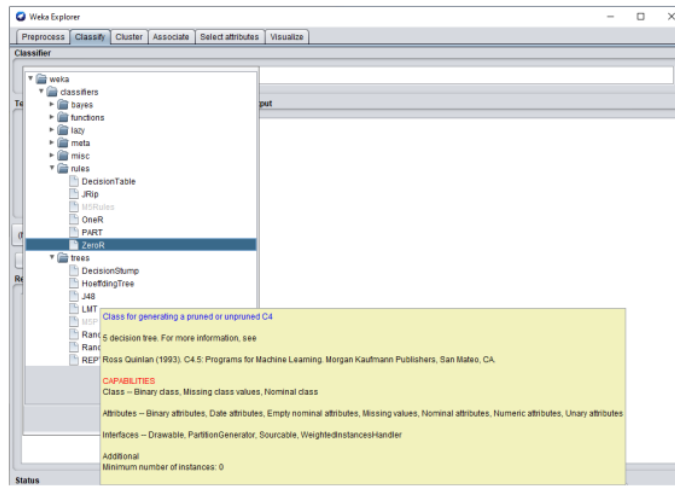 Weka Explorer
Preprocess Classify Cluster Associate Select attributes Visualize
Classifier
weka
classifiers
bayes
functions
lazy
meta
misc
rules
DecisionTable
JRip
M5Rules
OneR
PART
ZeroR
trees
DecisionStump
HoeffdingTree
J48
LMT
M5P
Class for generating a pruned or unpruned C4
5 decision tree. For more information, see
Ross Quinlan (1993). C4.5: Programs for Machine Learning. Morgan Kaufmann Publishers, San Mateo, CA.
CAPABILITIES
Class -- Binary class, Missing class values, Nominal class
Attributes -- Binary attributes, Date attributes, Empty nominal attributes, Missing values, Nominal attributes, Numeric attributes, Unary attributes
Interfaces -- Drawable, PartitionGenerator, Sourcable, WeightedInstancesHandler
Additional
Minimum number of instances: 0
Status